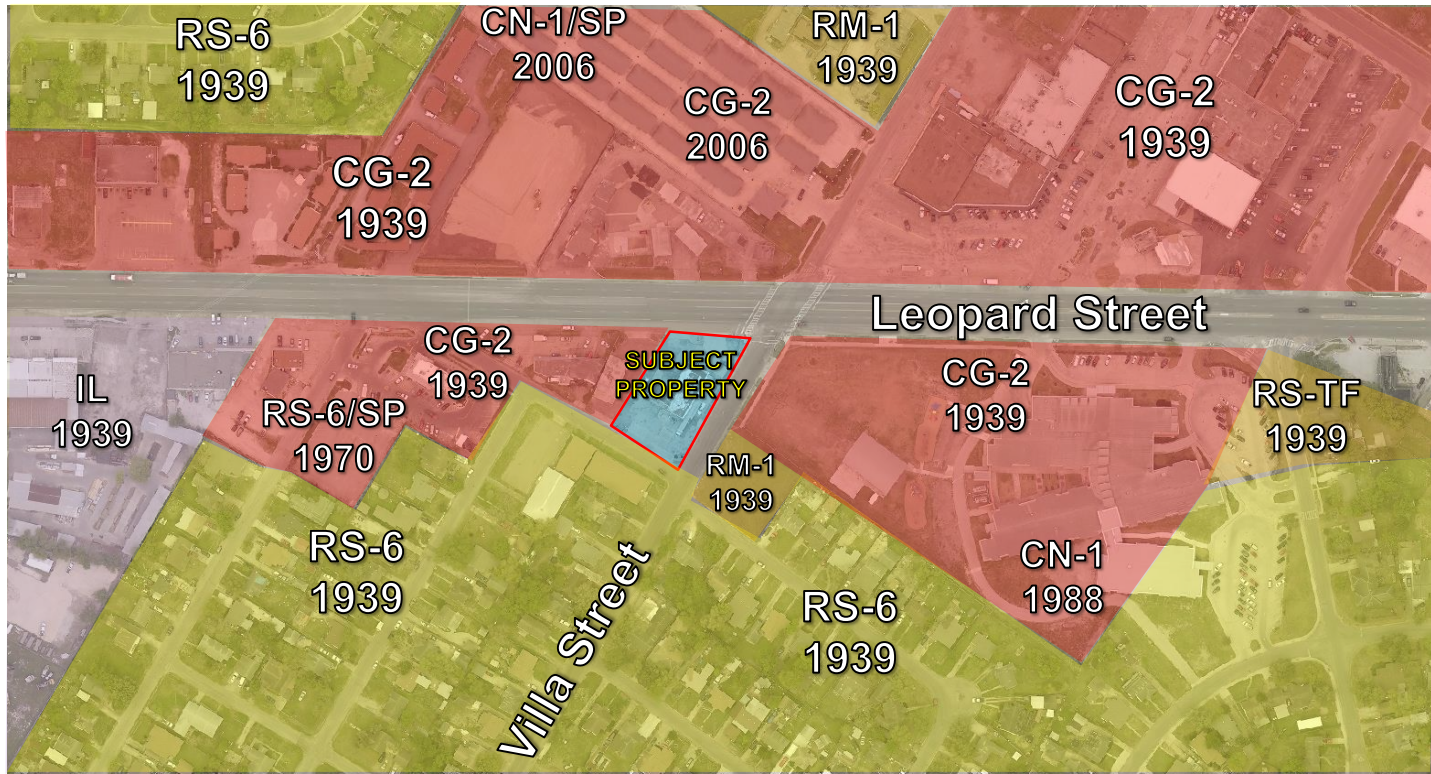 RS-6
1939
CN-1/SP
2006
RM-1
1939
CG-2
2006
CG-2
1939
CG-2
1939
Leopard Street
SUBJECT
PROPERTY
CG-2
1939
IL
1939
RS-6/SP
1970
CG-2
1939
RS-TF
1939
RM-1
1939
RS-6
1939
Villa Street
RS-6
1939
CN-1
1988